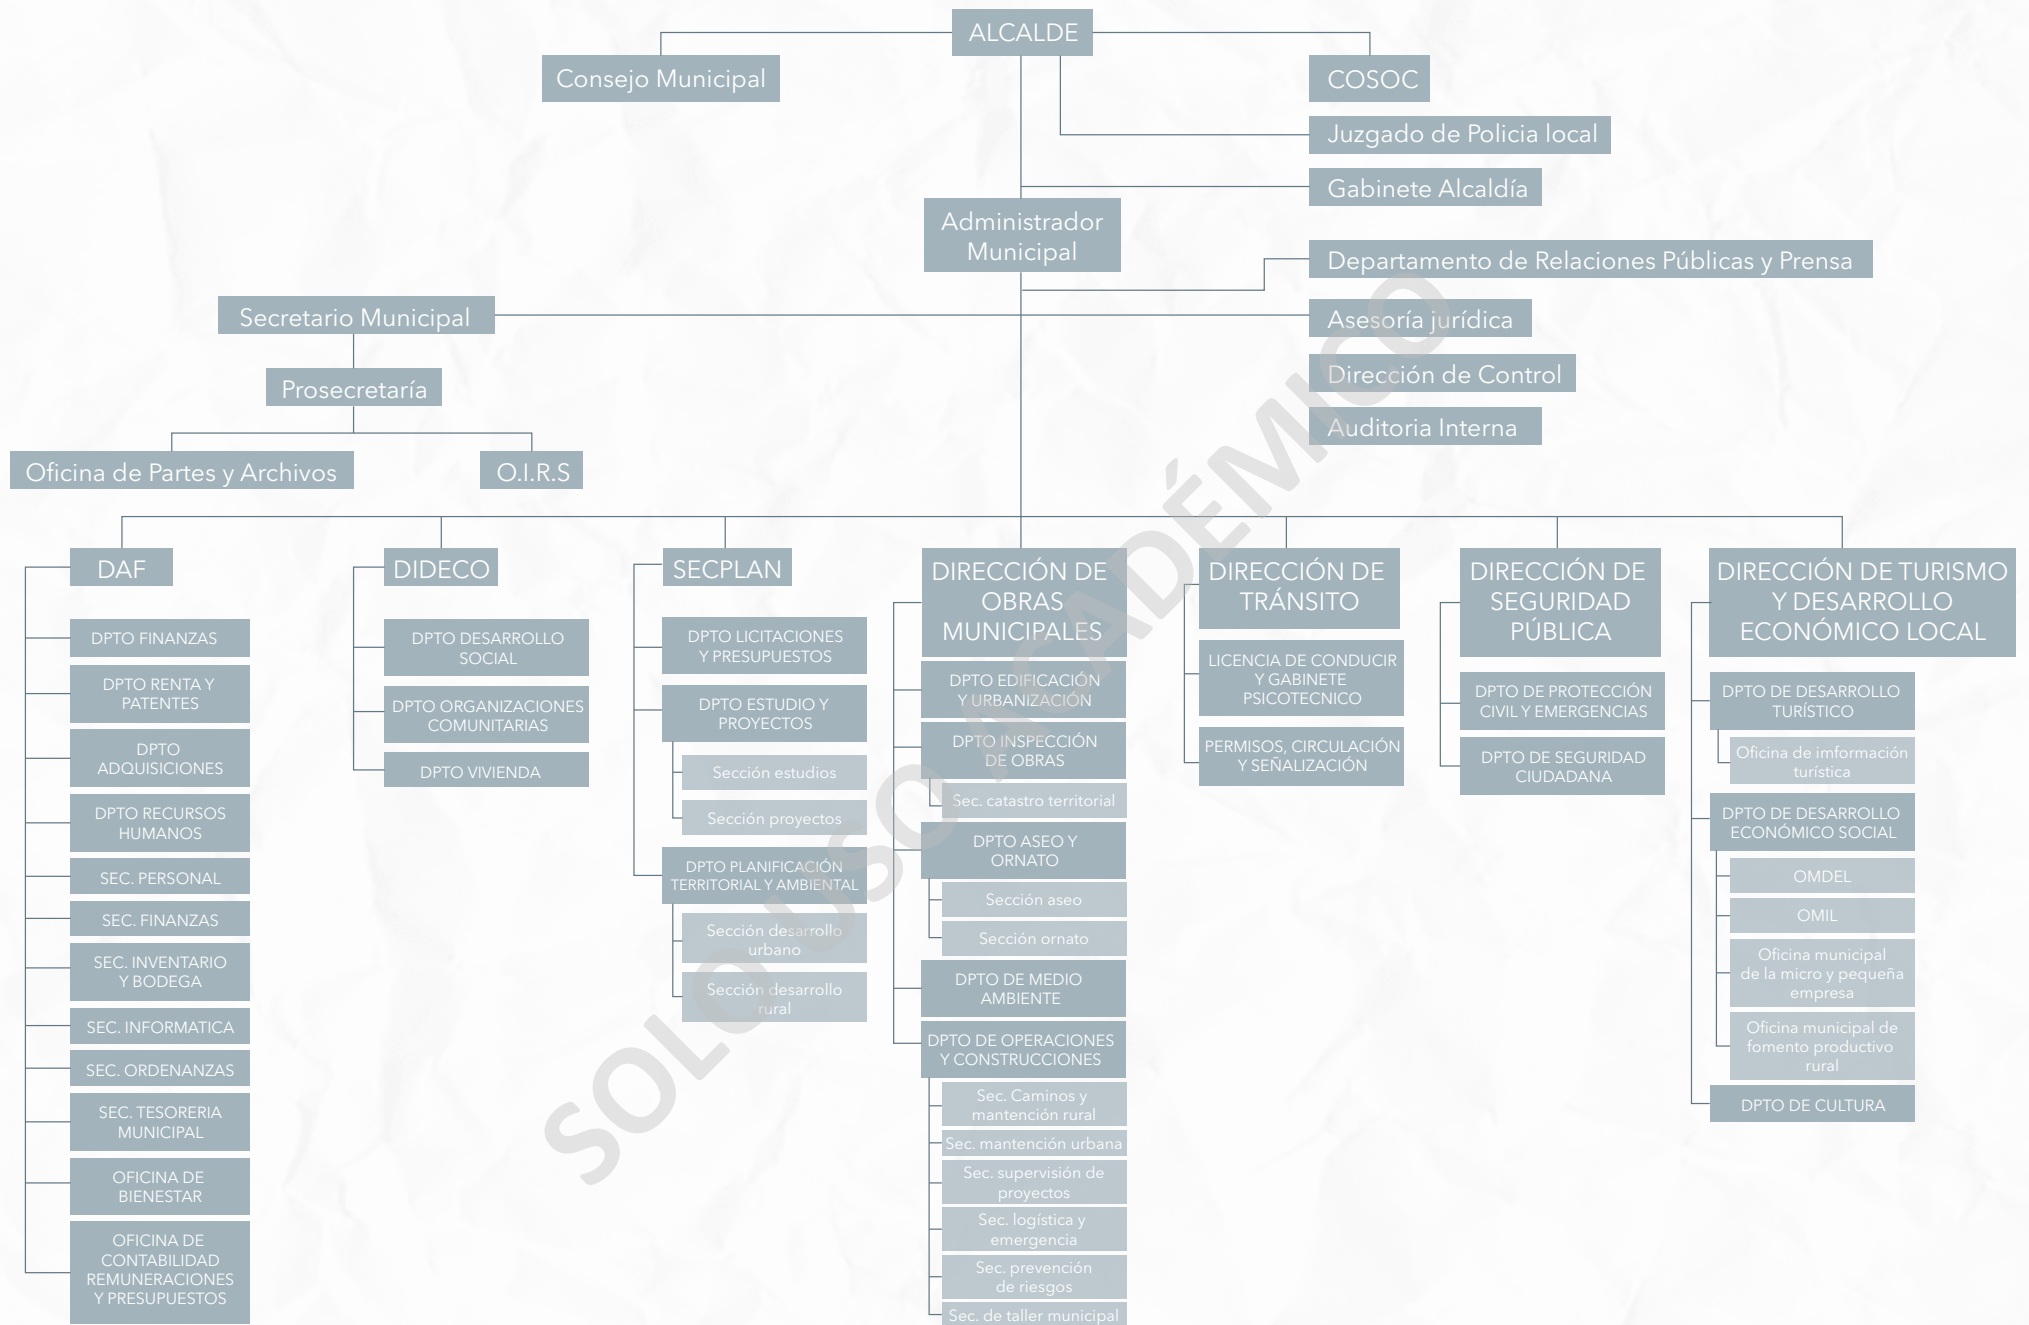 ALCALDE
Consejo Municipal
COSOC
Juzgado de Policia local
Gabinete Alcaldía
Administrador
Municipal
Departamento de Relaciones Públicas y Prensa
Secretario Municipal
Asesoría jurídica
Dirección de Control
Auditoria Interna
Prosecretaría
Oficina de Partes y Archivos
O.I.R.S
DAF
DPTO FINANZAS
DPTO RENTA Y
PATENTES
DPTO
ADQUISICIONES
DPTO RECURSOS
HUMANOS
SEC. PERSONAL
SEC. FINANZAS
SEC. INVENTARIO
Y BODEGA
SEC. INFORMATICA
SEC. ORDENANZAS
SEC. TESORERIA
MUNICIPAL
OFICINA DE
BIENESTAR
OFICINA DE
CONTABILIDAD
REMUNERACIONES
Y PRESUPUESTOS
DIDECO
DPTO DESARROLLO
SOCIAL
DPTO ORGANIZACIONES
COMUNITARIAS
DPTO VIVIENDA
SECPLAN
DPTO LICITACIONES
Y PRESUPUESTOS
DPTO ESTUDIO Y
PROYECTOS
Sección estudios
Sección proyectos
DPTO PLANIFICACIÓN
TERRITORIAL Y AMBIENTAL
Sección desarrollo
urbano
Sección desarrollo
rural
DIRECCIÓN DE
OBRAS
MUNICIPALES
DPTO EDIFICACIÓN
Y URBANIZACIÓN
DPTO INSPECCIÓN
DE OBRAS
Sec. catastro territorial
DPTO ASEO Y
ORNATO
Sección aseo
Sección ornato
DPTO DE MEDIO
AMBIENTE
DPTO DE OPERACIONES
Y CONSTRUCCIONES
Sec. Caminos y
mantención rural
Sec. mantención urbana
Sec. supervisión de
proyectos
Sec. logística y
emergencia
Sec. prevención
de riesgos
Sec. de taller municipal
DIRECCIÓN DE
TRÁNSITO
LICENCIA DE CONDUCIR
Y GABINETE
PSICOTECNICO
PERMISOS, CIRCULACIÓN
Y SEÑALIZACIÓN
DIRECCIÓN DE
SEGURIDAD
PÚBLICA
DPTO DE PROTECCIÓN
CIVIL Y EMERGENCIAS
DPTO DE SEGURIDAD
CIUDADANA
DIRECCIÓN DE TURISMO
Y DESARROLLO
ECONÓMICO LOCAL
DPTO DE DESARROLLO
TURÍSTICO
Oficina de imformación
turística
DPTO DE DESARROLLO
ECONÓMICO SOCIAL
OMDEL
OMIL
Oficina municipal
de la micro y pequeña
empresa
Oficina municipal de
fomento productivo
rural
DPTO DE CULTURA
SOLO USO ACADÉMICO